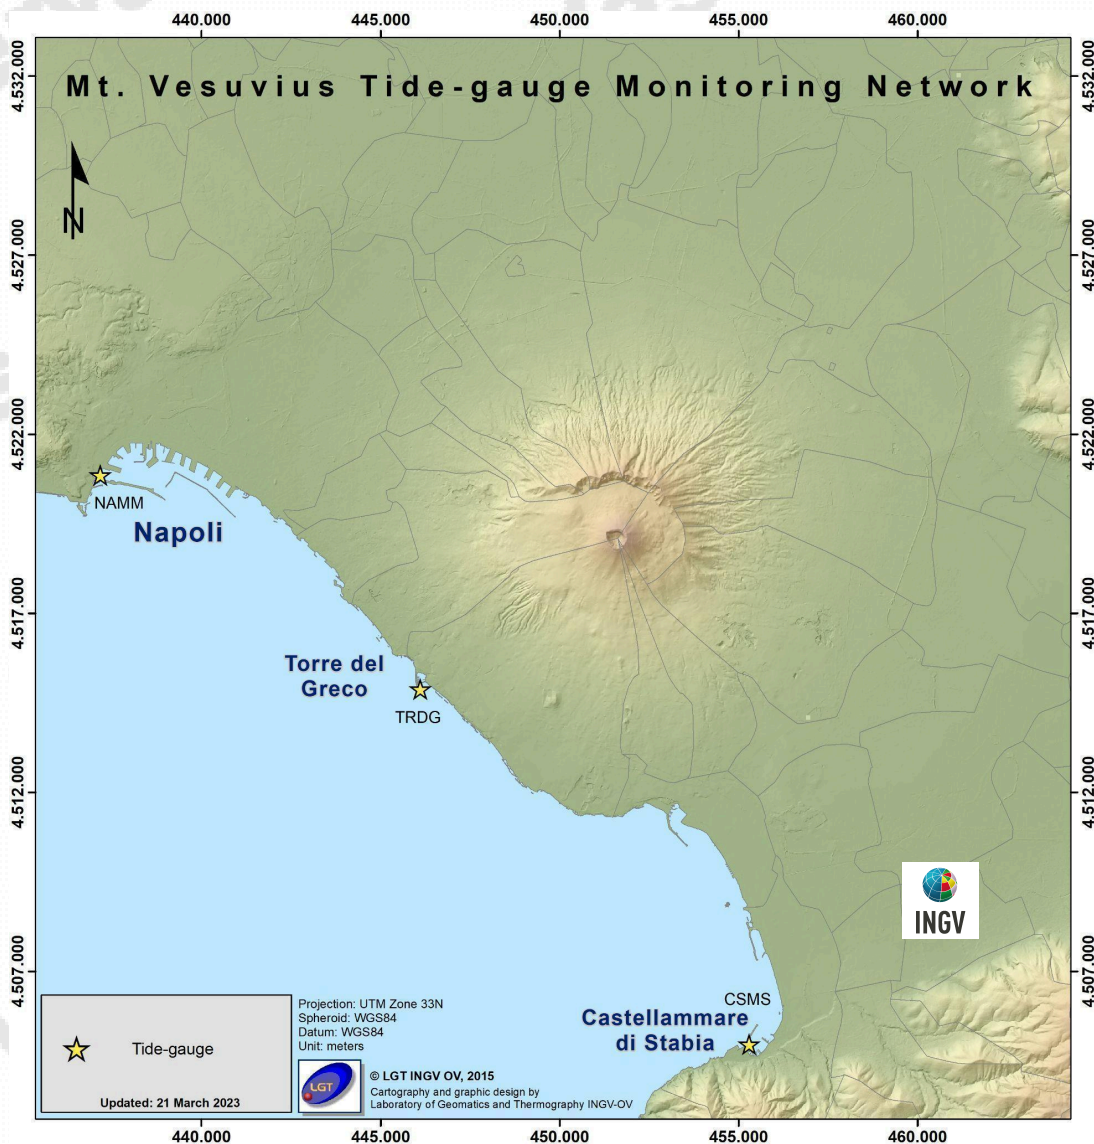 440.000 445.000 450.000 455.000 460.000
Mt. Vesuvius Tide-gauge Monitoring Network
4.532.000 4.532.000
N
4.527.000 4.527.000
4.522.000 4.522.000
NAMM
Napoli
4.517.000 4.517.000
Torre del
Greco
TRDG
4.512.000 4.512.000
INGV
4.507.000 4.507.000
CSMS
Castellammare
di Stabia
Tide-gauge
Updated: 21 March 2023
Projection: UTM Zone 33N
Spheroid: WGS84
Datum: WGS84
Unit: meters
LGT
© LGT INGV OV, 2015
Cartography and graphic design by
Laboratory of Geomatics and Thermography INGV-OV
440.000 445.000 450.000 455.000 460.000